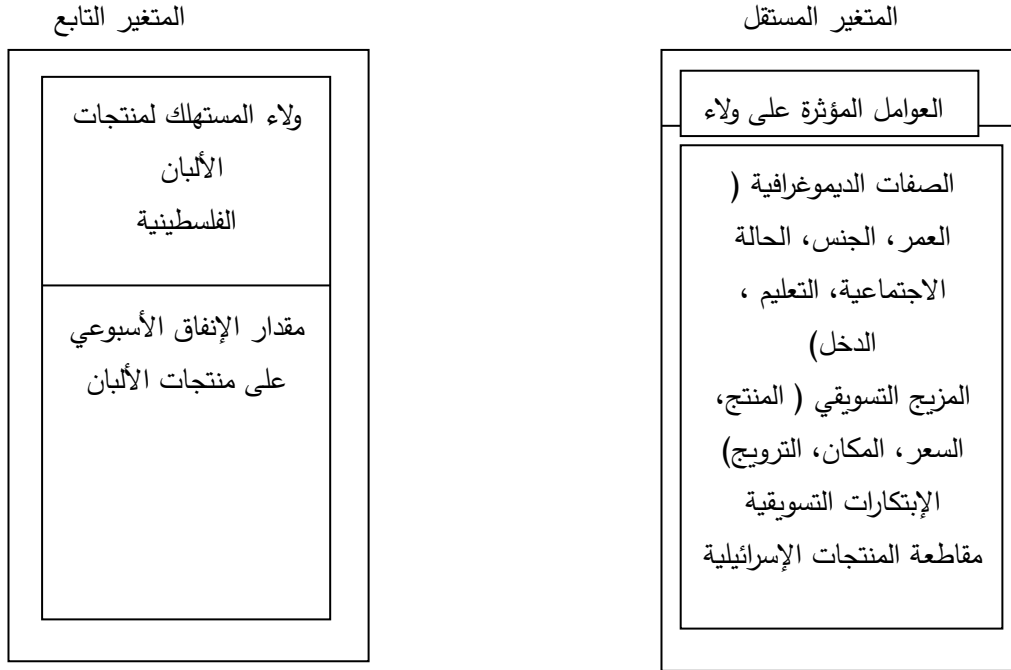 المتغير المستقل
العوامل المؤثرة على ولاء
الصفات الديموغرافية (
العمر، الجنس، الحالة
الاجتماعية، التعليم ،
الدخل)
المزيج التسويقي ( المنتج،
السعر، المكان، الترويج)
الإبتكارات التسويقية
مقاطعة المنتجات الإسرائيلية
المتغير التابع
ولاء المستهلك لمنتجات
الألبان
الفلسطينية
مقدار الإنفاق الأسبوعي
على منتجات الألبان